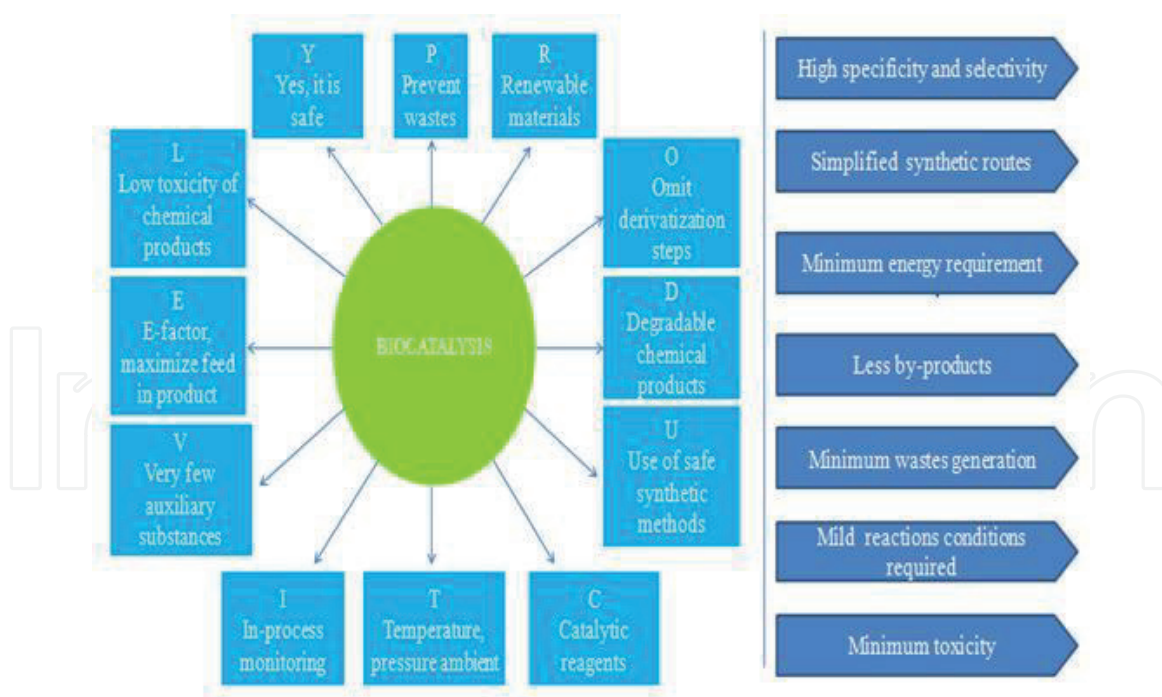 Y
Yes, it is
safe
P
Prevent
wastes
R
Renewable
materials
O
Omit
derivatization
steps
D
Degradable
chemical
products
U
Use of safe
synthetic
methods
C
Catalytic
reagents
T
Temperature,
pressure ambient
I
In-process
monitoring
V
Very few
auxiliary
substances
E
E-factor,
maximize feed
in product
L
Low toxicity of
chemical
products
BIOCATALYSIS
High specificity and selectivity
Simplified synthetic routes
Minimum energy requirement
Less by-products
Minimum wastes generation
Mild reactions conditions
required
Minimum toxicity